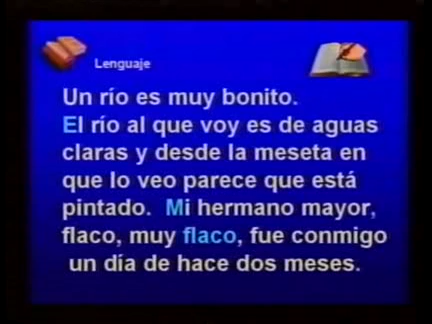 Lenguaje
Un río es muy bonito.
El río al que voy es de aguas
claras y desde la meseta en
que lo veo parece que está
pintado. Mi hermano mayor,
flaco, muy flaco, fue conmigo
un día de hace dos meses.